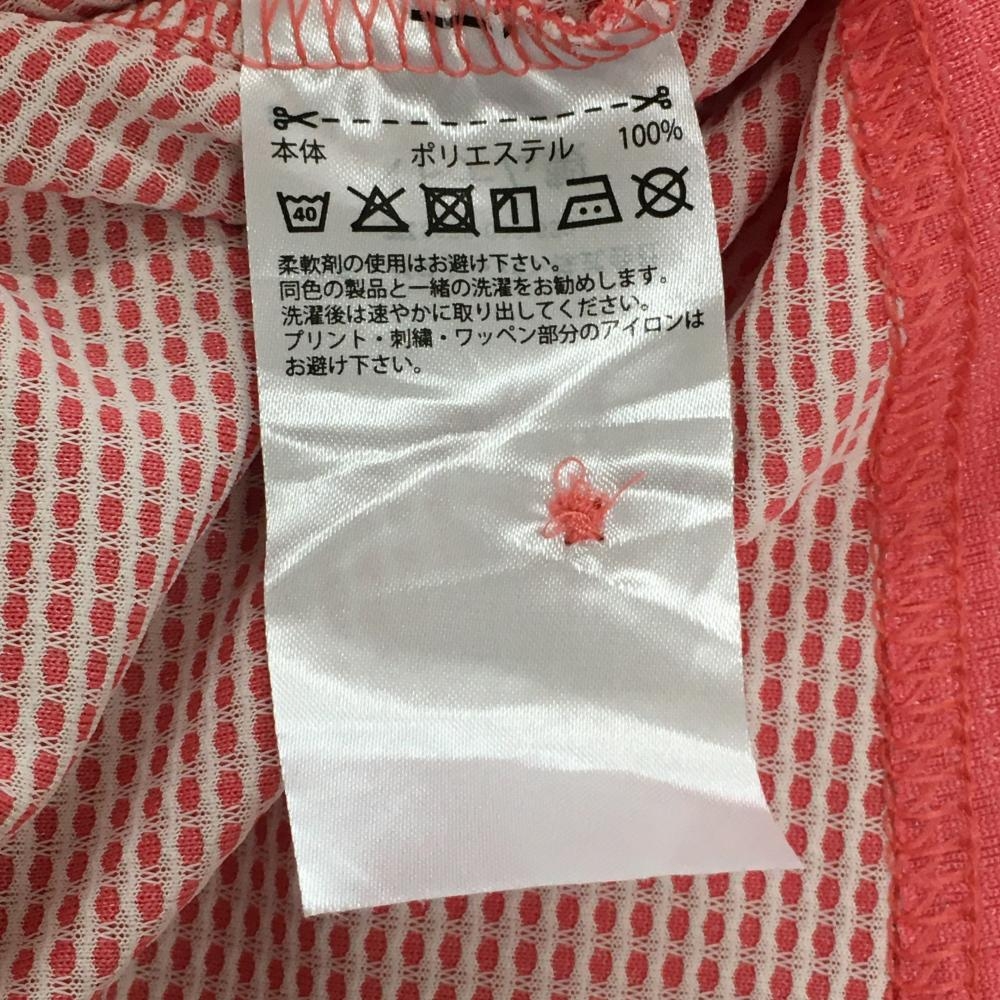 本体 ポリエステル 100%
40
柔軟剤の使用はお避け下さい。
同色の製品と一緒の洗濯をお勧めします。
洗濯後は速やかに取り出してください。
プリント・刺繍・ワッペン部分のアイロンは
お避け下さい。